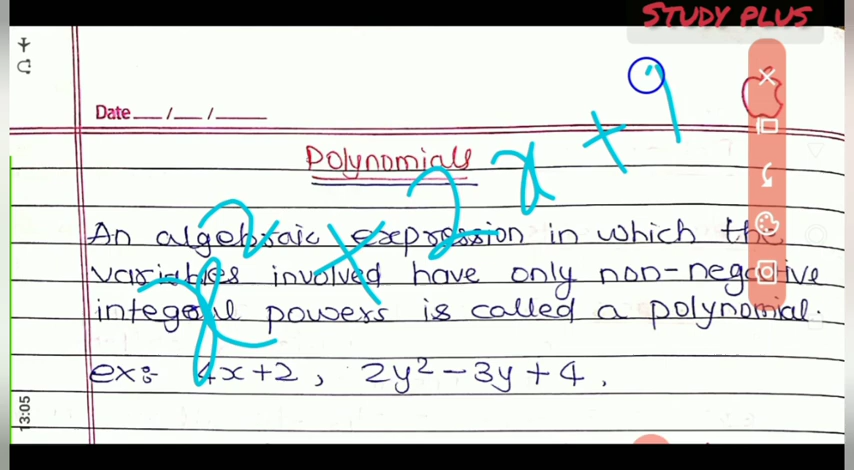 STUDY PLUS
Date __/__/____
Polynomials
x² + 2x + 9
An algebraic expression in which the
variables involved have only non-negative
integral powers is called a polynomial.
ex:- 4x+2, 2y²-3y+4.
13:05